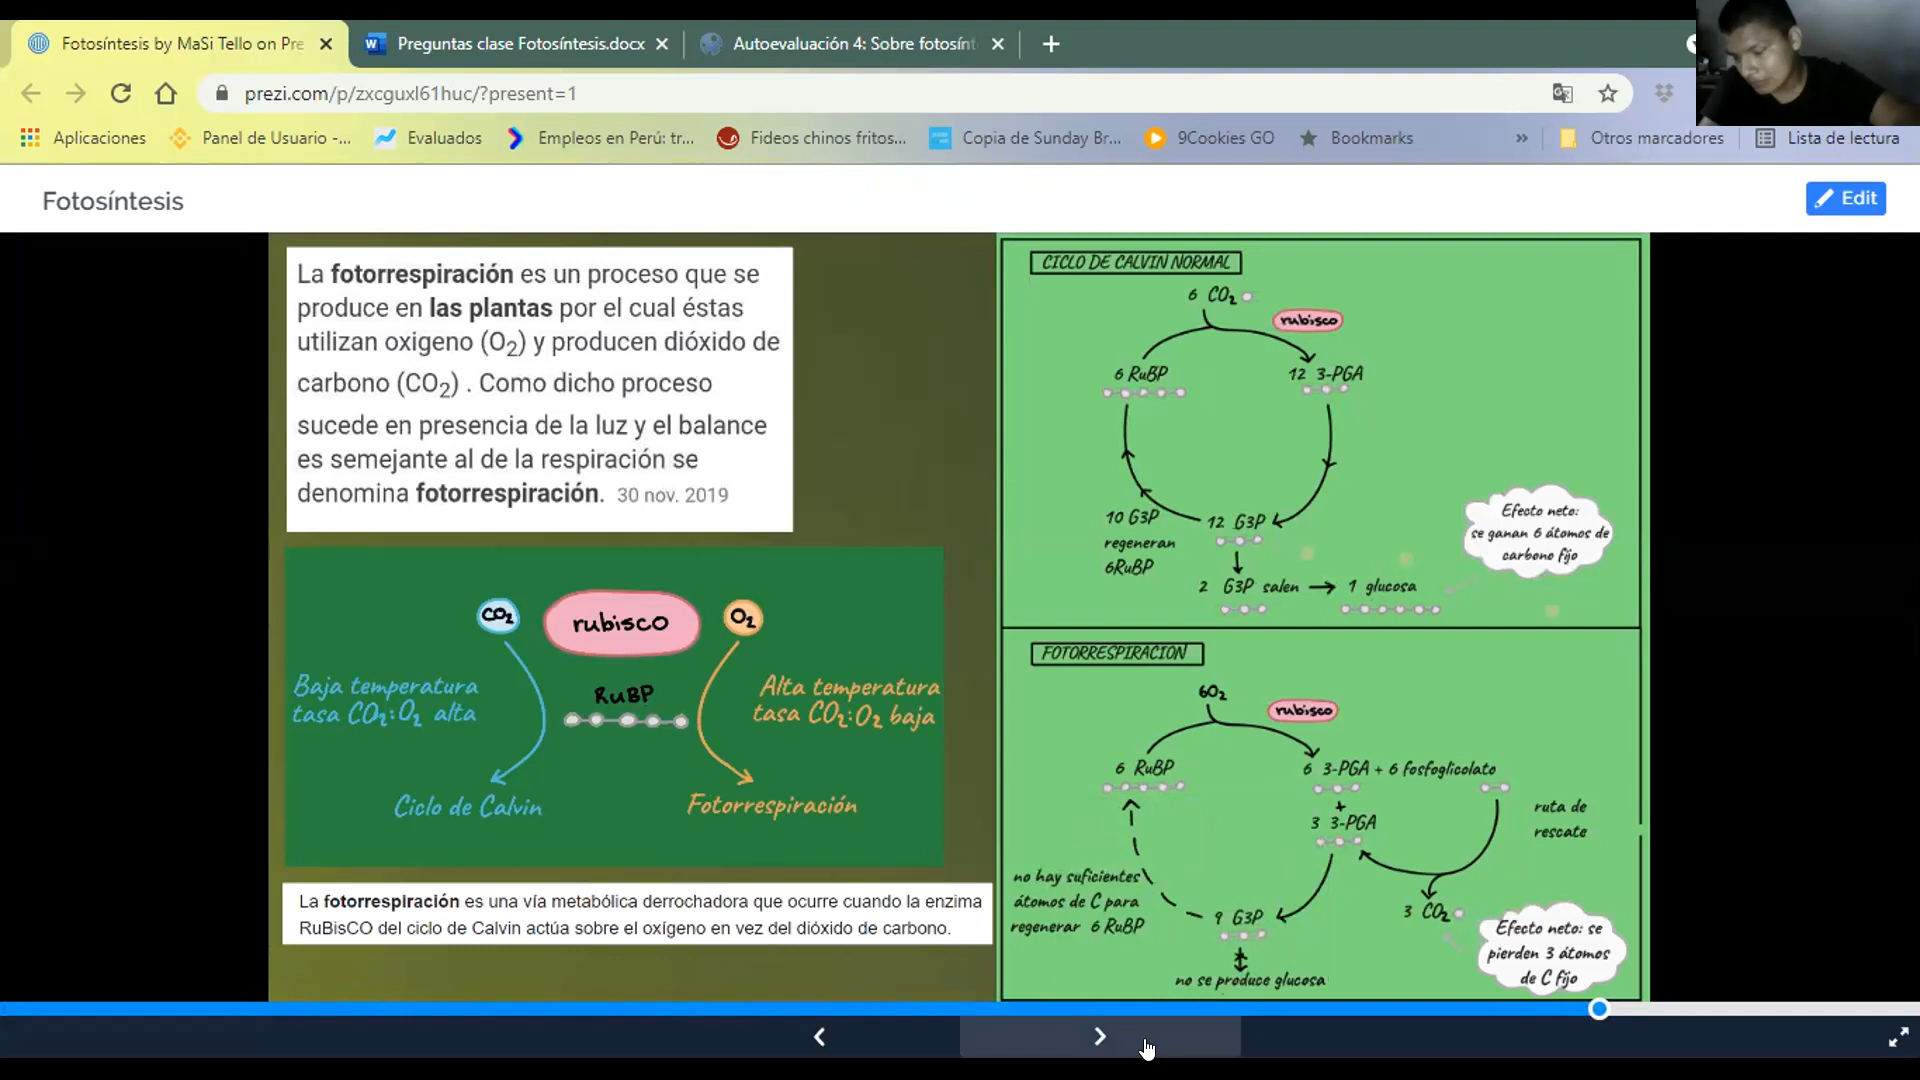 Fotosíntesis by MaSi Tello on Pre
Preguntas clase Fotosíntesis.docx
Autoevaluación 4: Sobre fotosínt
prezi.com/p/zxcguxl61huc/?present=1
Aplicaciones
Panel de Usuario -...
Evaluados
Empleos en Perú: tr...
Fideos chinos fritos...
Copia de Sunday Br...
9Cookies GO
Bookmarks
»
Otros marcadores
Lista de lectura
Fotosíntesis
Edit
La fotorrespiración es un proceso que se
produce en las plantas por el cual éstas
utilizan oxigeno (O2) y producen dióxido de
carbono (CO2) . Como dicho proceso
sucede en presencia de la luz y el balance
es semejante al de la respiración se
denomina fotorrespiración. 30 nov. 2019
CO2
rubisco
O2
RuBP
Baja temperatura
tasa CO2:O2 alta
Alta temperatura
tasa CO2:O2 baja
Ciclo de Calvin
Fotorrespiración
La fotorrespiración es una vía metabólica derrochadora que ocurre cuando la enzima
RuBisCO del ciclo de Calvin actúa sobre el oxígeno en vez del dióxido de carbono.
CICLO DE CALVIN NORMAL
6 CO2
rubisco
6 RuBP
12 3-PGA
10 G3P
regeneran
6RuBP
12 G3P
2 G3P salen → 1 glucosa
Efecto neto:
se ganan 6 átomos de
carbono fijo
FOTORRESPIRACION
6O2
rubisco
6 RuBP
6 3-PGA + 6 fosfoglicolato
+
3 3-PGA
ruta de
rescate
no hay suficientes
átomos de C para
regenerar 6 RuBP
9 G3P
3 CO2
no se produce glucosa
Efecto neto: se
pierden 3 átomos
de C fijo